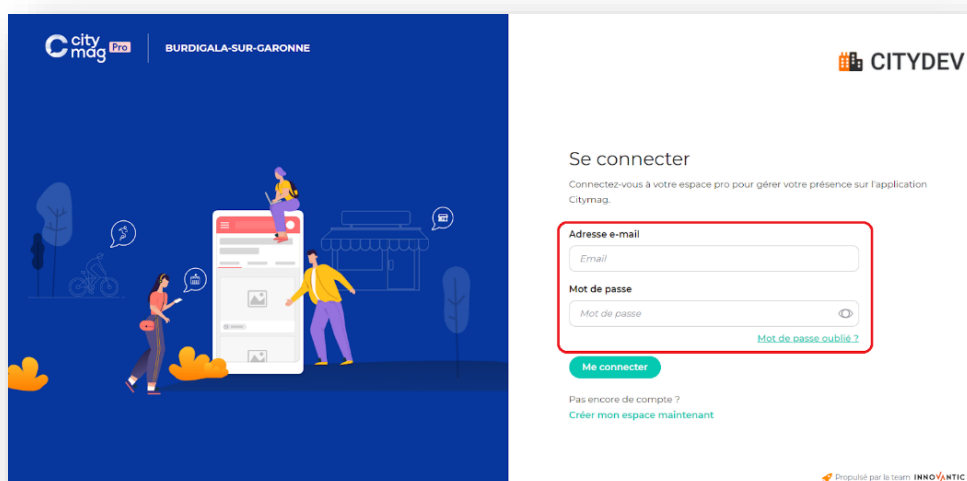 city
mag Pro
BURDIGALA-SUR-GARONNE
CITYDEV
Se connecter
Connectez-vous à votre espace pro pour gérer votre présence sur l'application
Citymag.
Adresse e-mail
Email
Mot de passe
Mot de passe
Mot de passe oublié ?
Me connecter
Pas encore de compte ?
Créer mon espace maintenant
Propulsé par la team INNOVANTIC